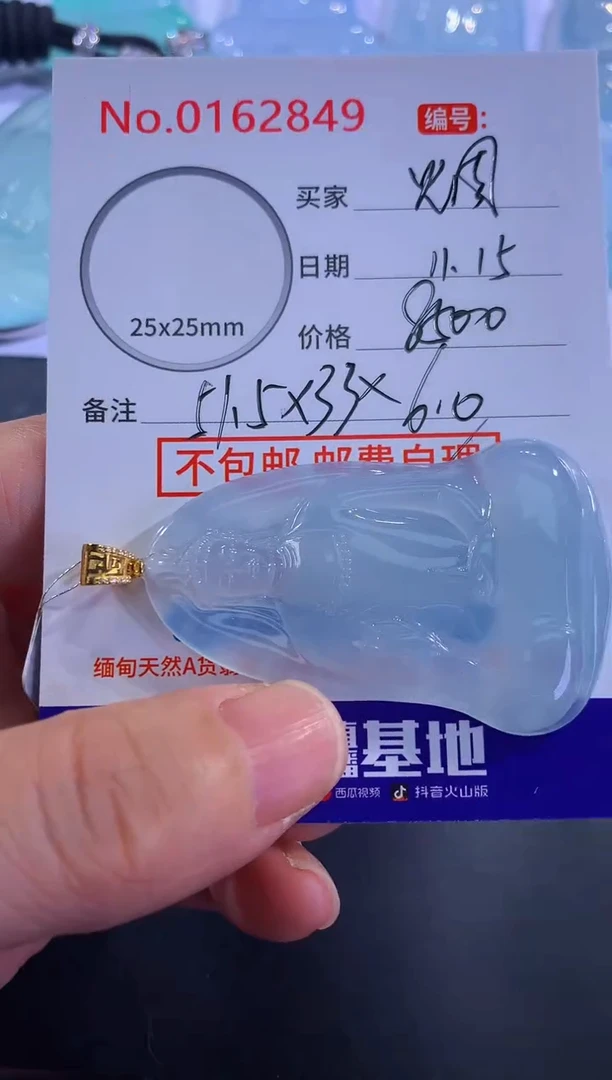 No.0162849 编号:
买家
25x25mm
日期 11.15
价格 8500
备注 51.5x33x6.0
不包邮 邮费自理
缅甸天然A货翡
基地
西瓜视频 抖音火山版